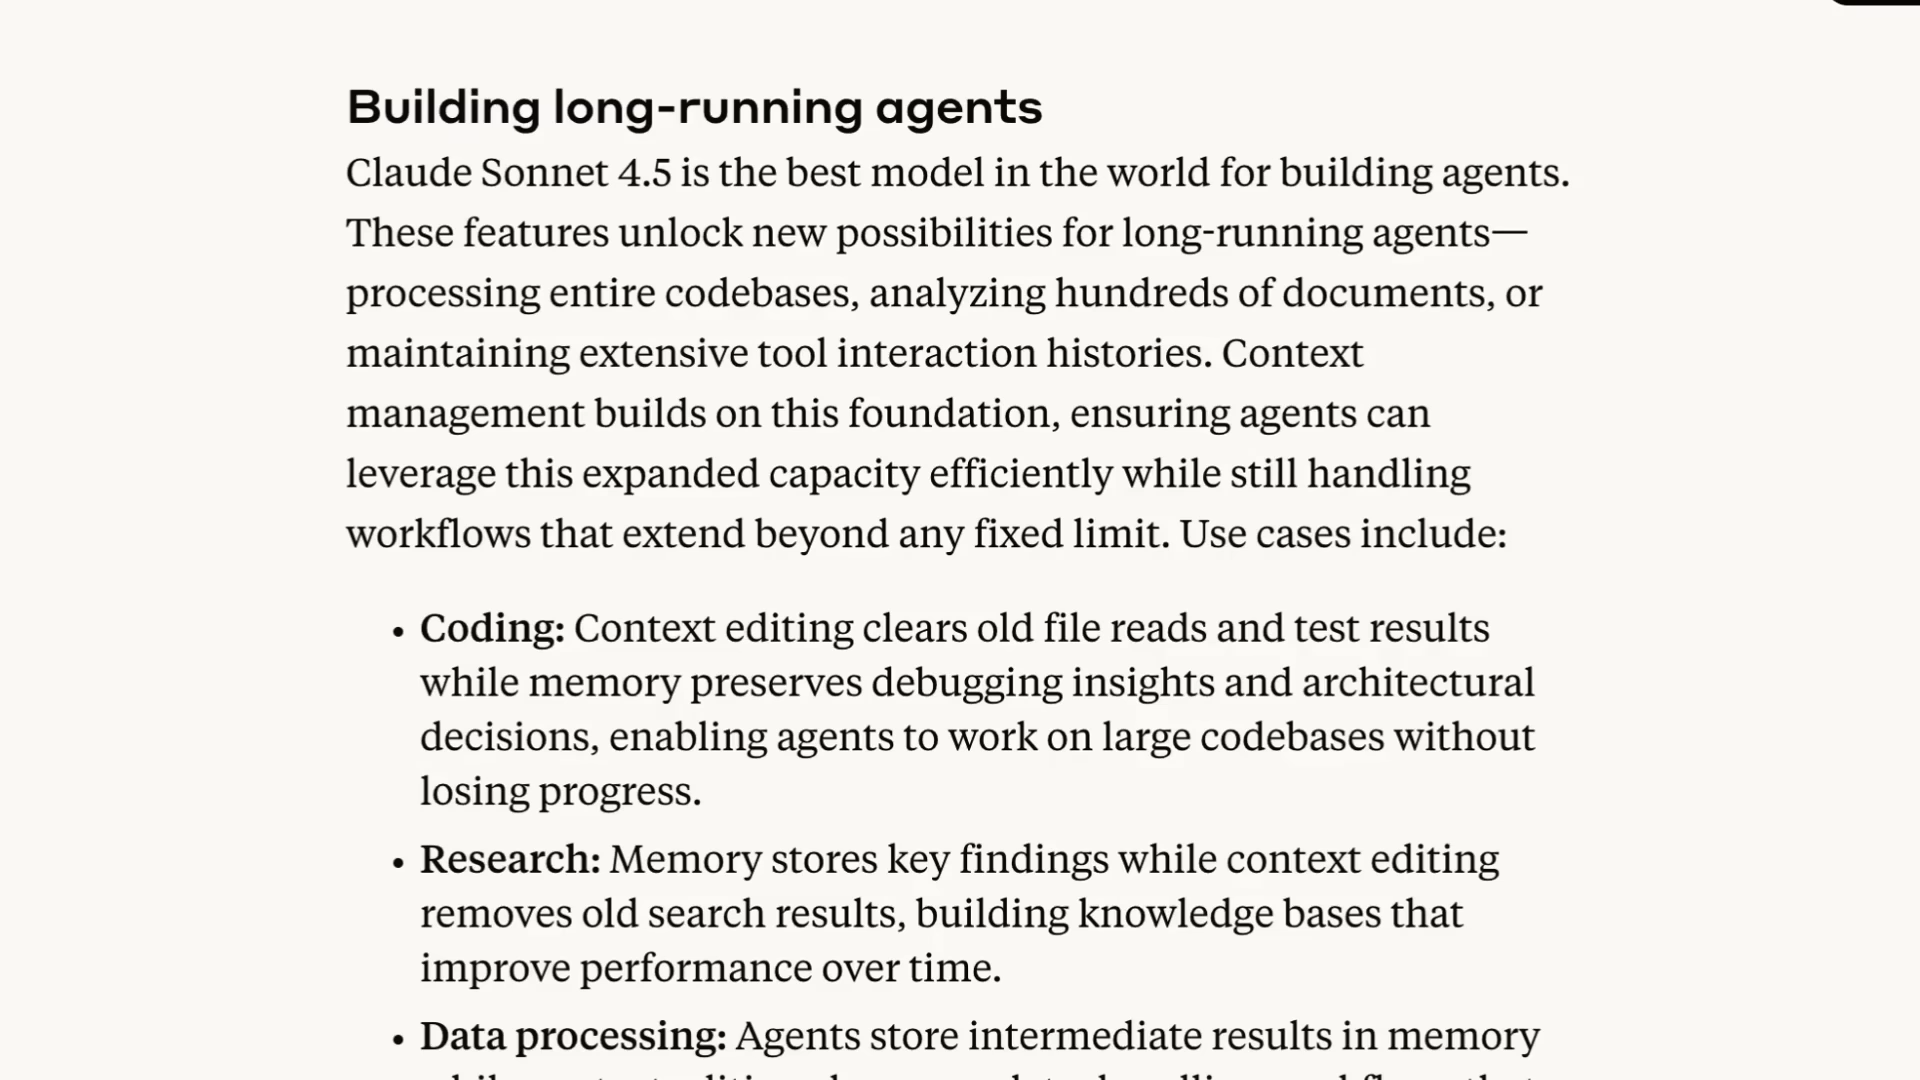 Building long-running agents
Claude Sonnet 4.5 is the best model in the world for building agents.
These features unlock new possibilities for long-running agents—
processing entire codebases, analyzing hundreds of documents, or
maintaining extensive tool interaction histories. Context
management builds on this foundation, ensuring agents can
leverage this expanded capacity efficiently while still handling
workflows that extend beyond any fixed limit. Use cases include:
• Coding: Context editing clears old file reads and test results
while memory preserves debugging insights and architectural
decisions, enabling agents to work on large codebases without
losing progress.
• Research: Memory stores key findings while context editing
removes old search results, building knowledge bases that
improve performance over time.
• Data processing: Agents store intermediate results in memory